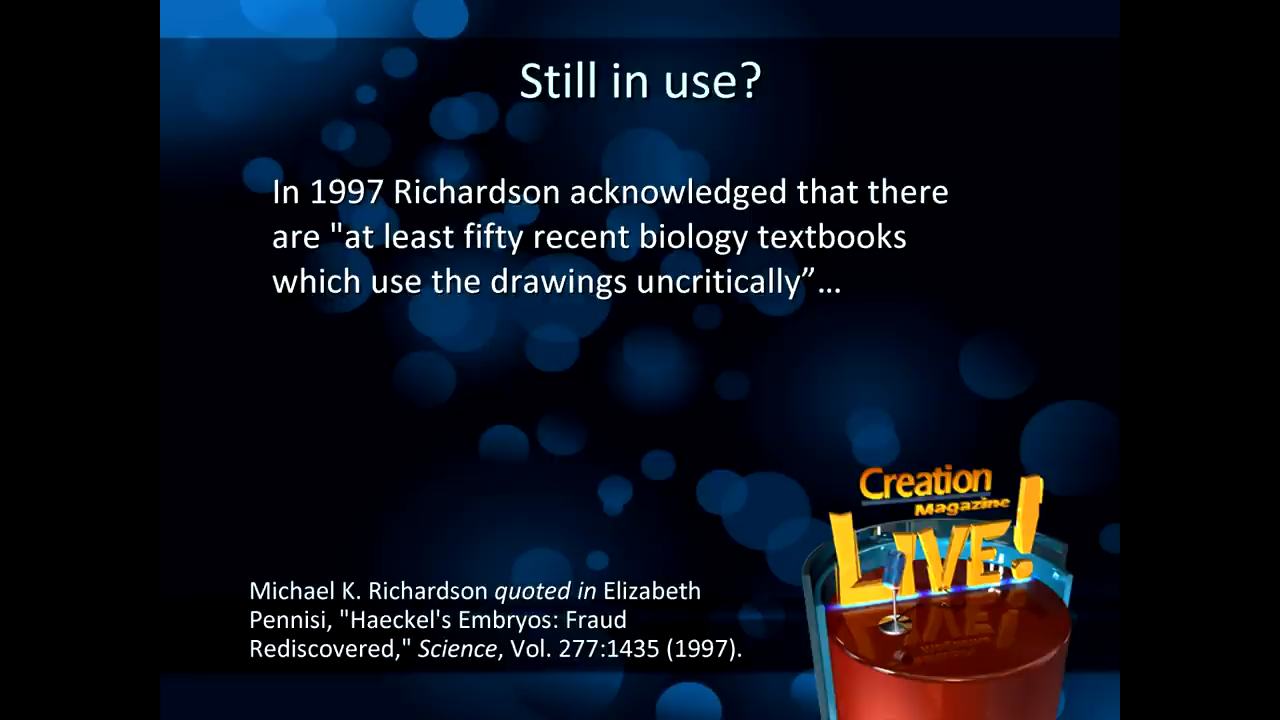 Still in use?
In 1997 Richardson acknowledged that there
are "at least fifty recent biology textbooks
which use the drawings uncritically”…
Michael K. Richardson quoted in Elizabeth
Pennisi, "Haeckel's Embryos: Fraud
Rediscovered," Science, Vol. 277:1435 (1997).
Creation
Magazine
LIVE!